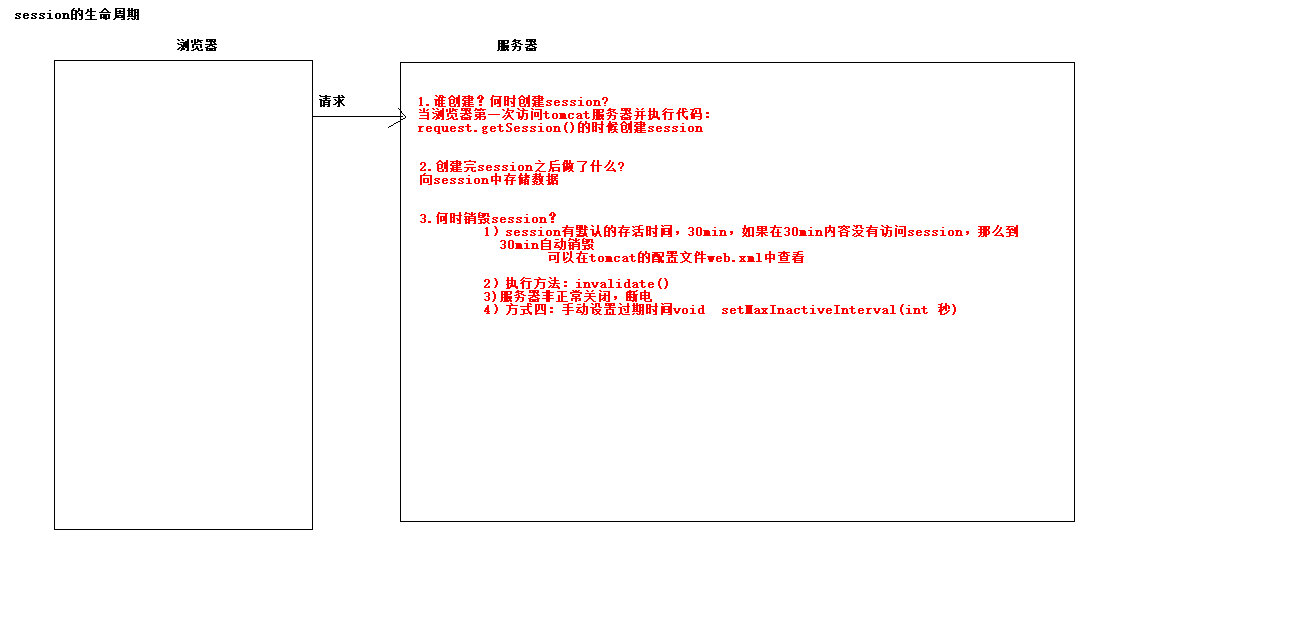 session的生命周期
浏览器
服务器
请求
1.谁创建？何时创建session?
当浏览器第一次访问tomcat服务器并执行代码：
request.getSession()的时候创建session
2.创建完session之后做了什么?
向session中存储数据
3.何时销毁session？
1）session有默认的存活时间，30min，如果在30min内容没有访问session，那么到
30min自动销毁
可以在tomcat的配置文件web.xml中查看
2）执行方法：invalidate()
3)服务器非正常关闭，断电
4）方式四：手动设置过期时间void  setMaxInactiveInterval(int 秒)